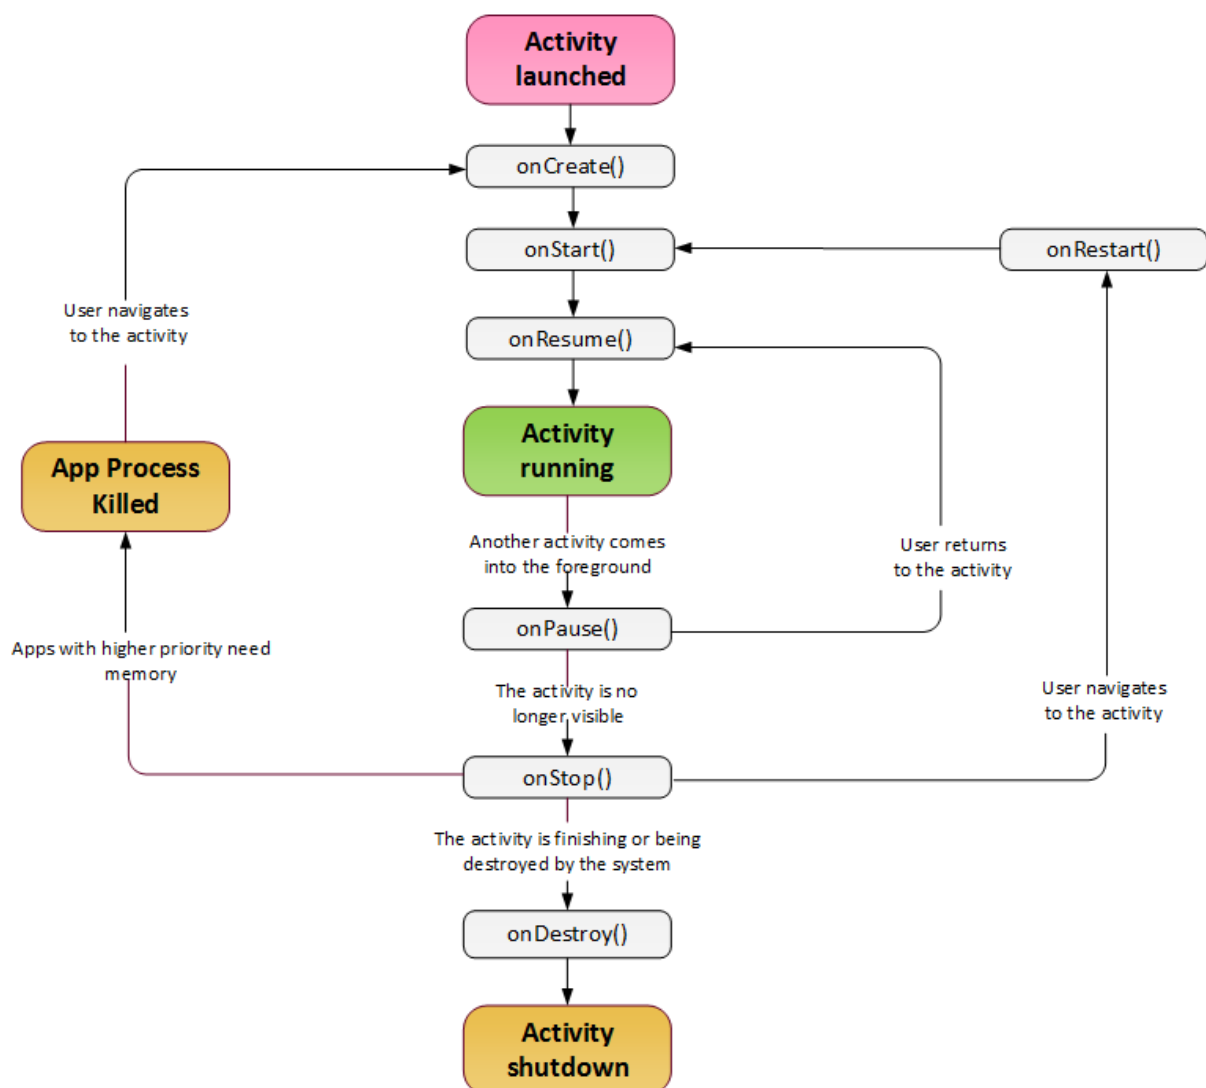 Activity
launched
onCreate()
onStart()
onRestart()
User navigates
to the activity
onResume()
Activity
running
App Process
Killed
Another activity comes
into the foreground
User returns
to the activity
onPause()
Apps with higher priority need
memory
The activity is no
longer visible
User navigates
to the activity
onStop()
The activity is finishing or being
destroyed by the system
onDestroy()
Activity
shutdown